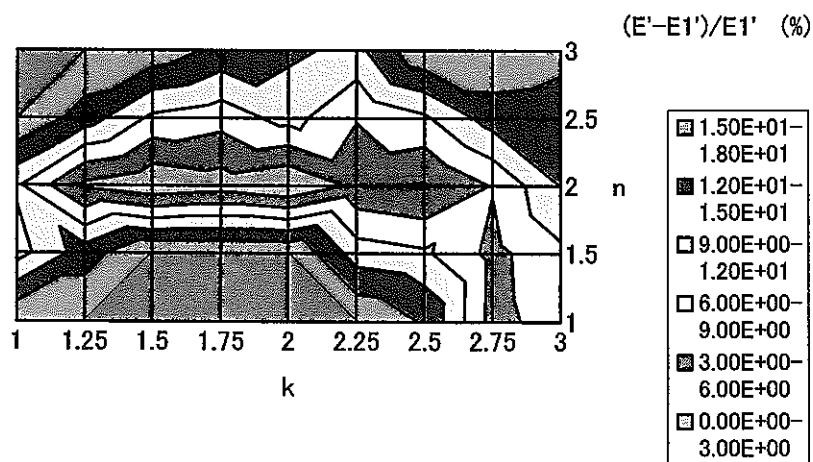 (E'-E1')/E1' (%)
3
2.5
2
1.5
1
n
1 1.25 1.5 1.75 2 2.25 2.5 2.75 3
k
1.50E+01-
1.80E+01
1.20E+01-
1.50E+01
9.00E+00-
1.20E+01
6.00E+00-
9.00E+00
3.00E+00-
6.00E+00
0.00E+00-
3.00E+00